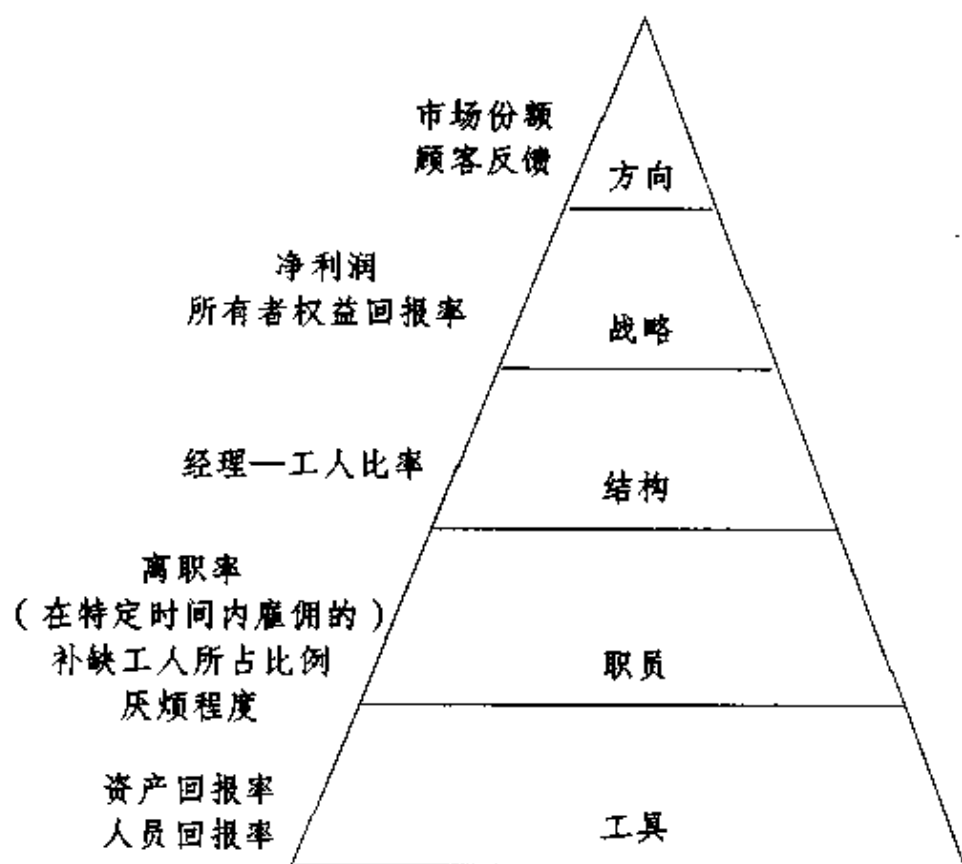 市场份额
顾客反馈
方向
净利润
所有者权益回报率
战略
经理—工人比率
结构
离职率
(在特定时间内雇佣的)
补缺工人所占比例
厌烦程度
职员
资产回报率
人员回报率
工具